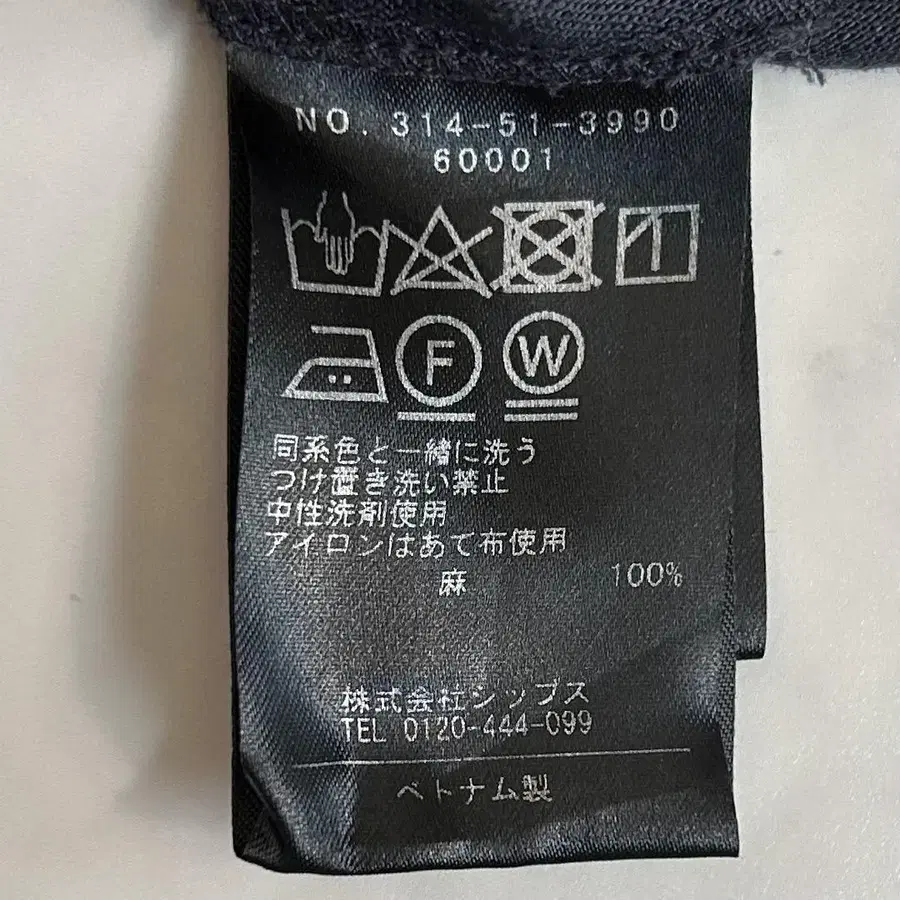 NO. 314-51-3990
60001
F W
同系色と一緒に洗う
つけ置き洗い禁止
中性洗剤使用
アイロンはあて布使用
麻 100%
株式会社シップス
TEL 0120-444-099
ベトナム製